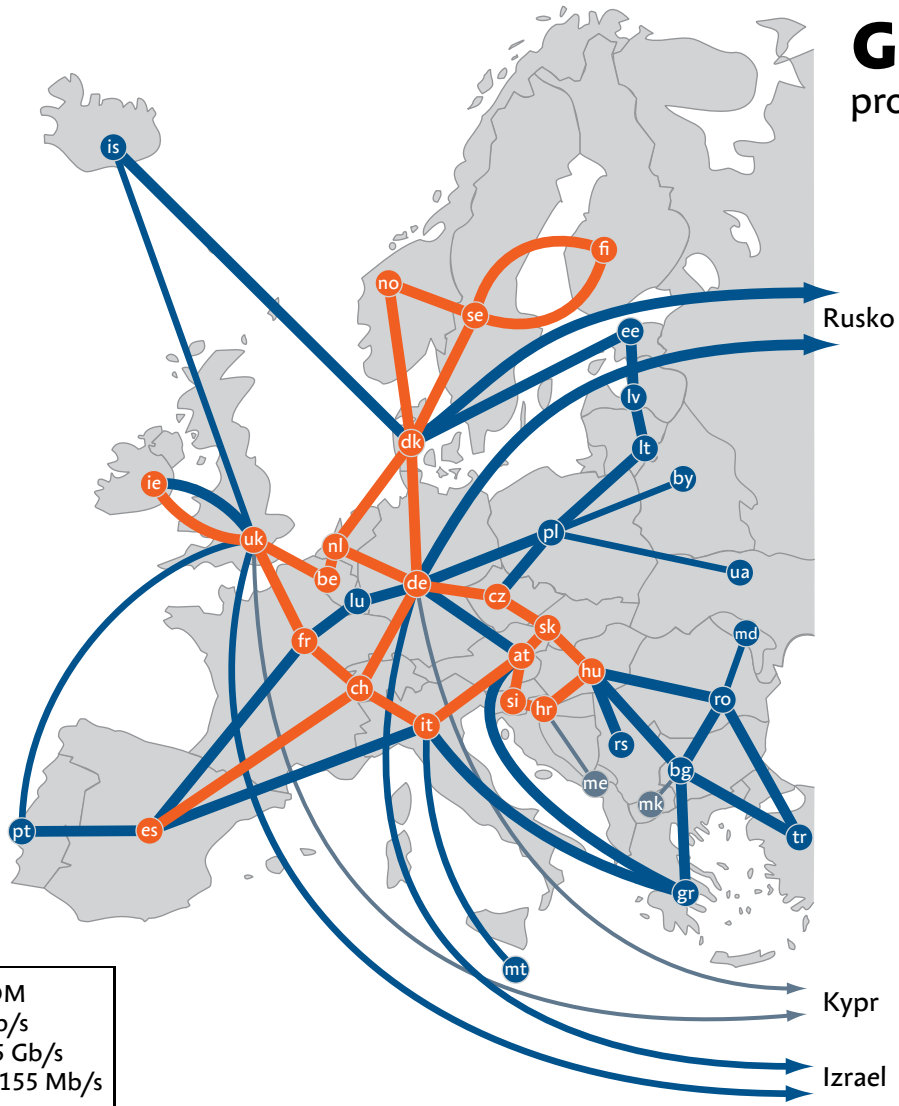 G
pro
is
fi
no
se
Rusko
ee
lv
dk
lt
by
ie
pl
uk
nl
ua
be
de
cz
lu
sk
md
fr
at
hu
ch
si
hr
ro
it
rs
bg
me
mk
pt
es
tr
gr
mt
Kypr
Izrael
b/s
Gb/s
155 Mb/s